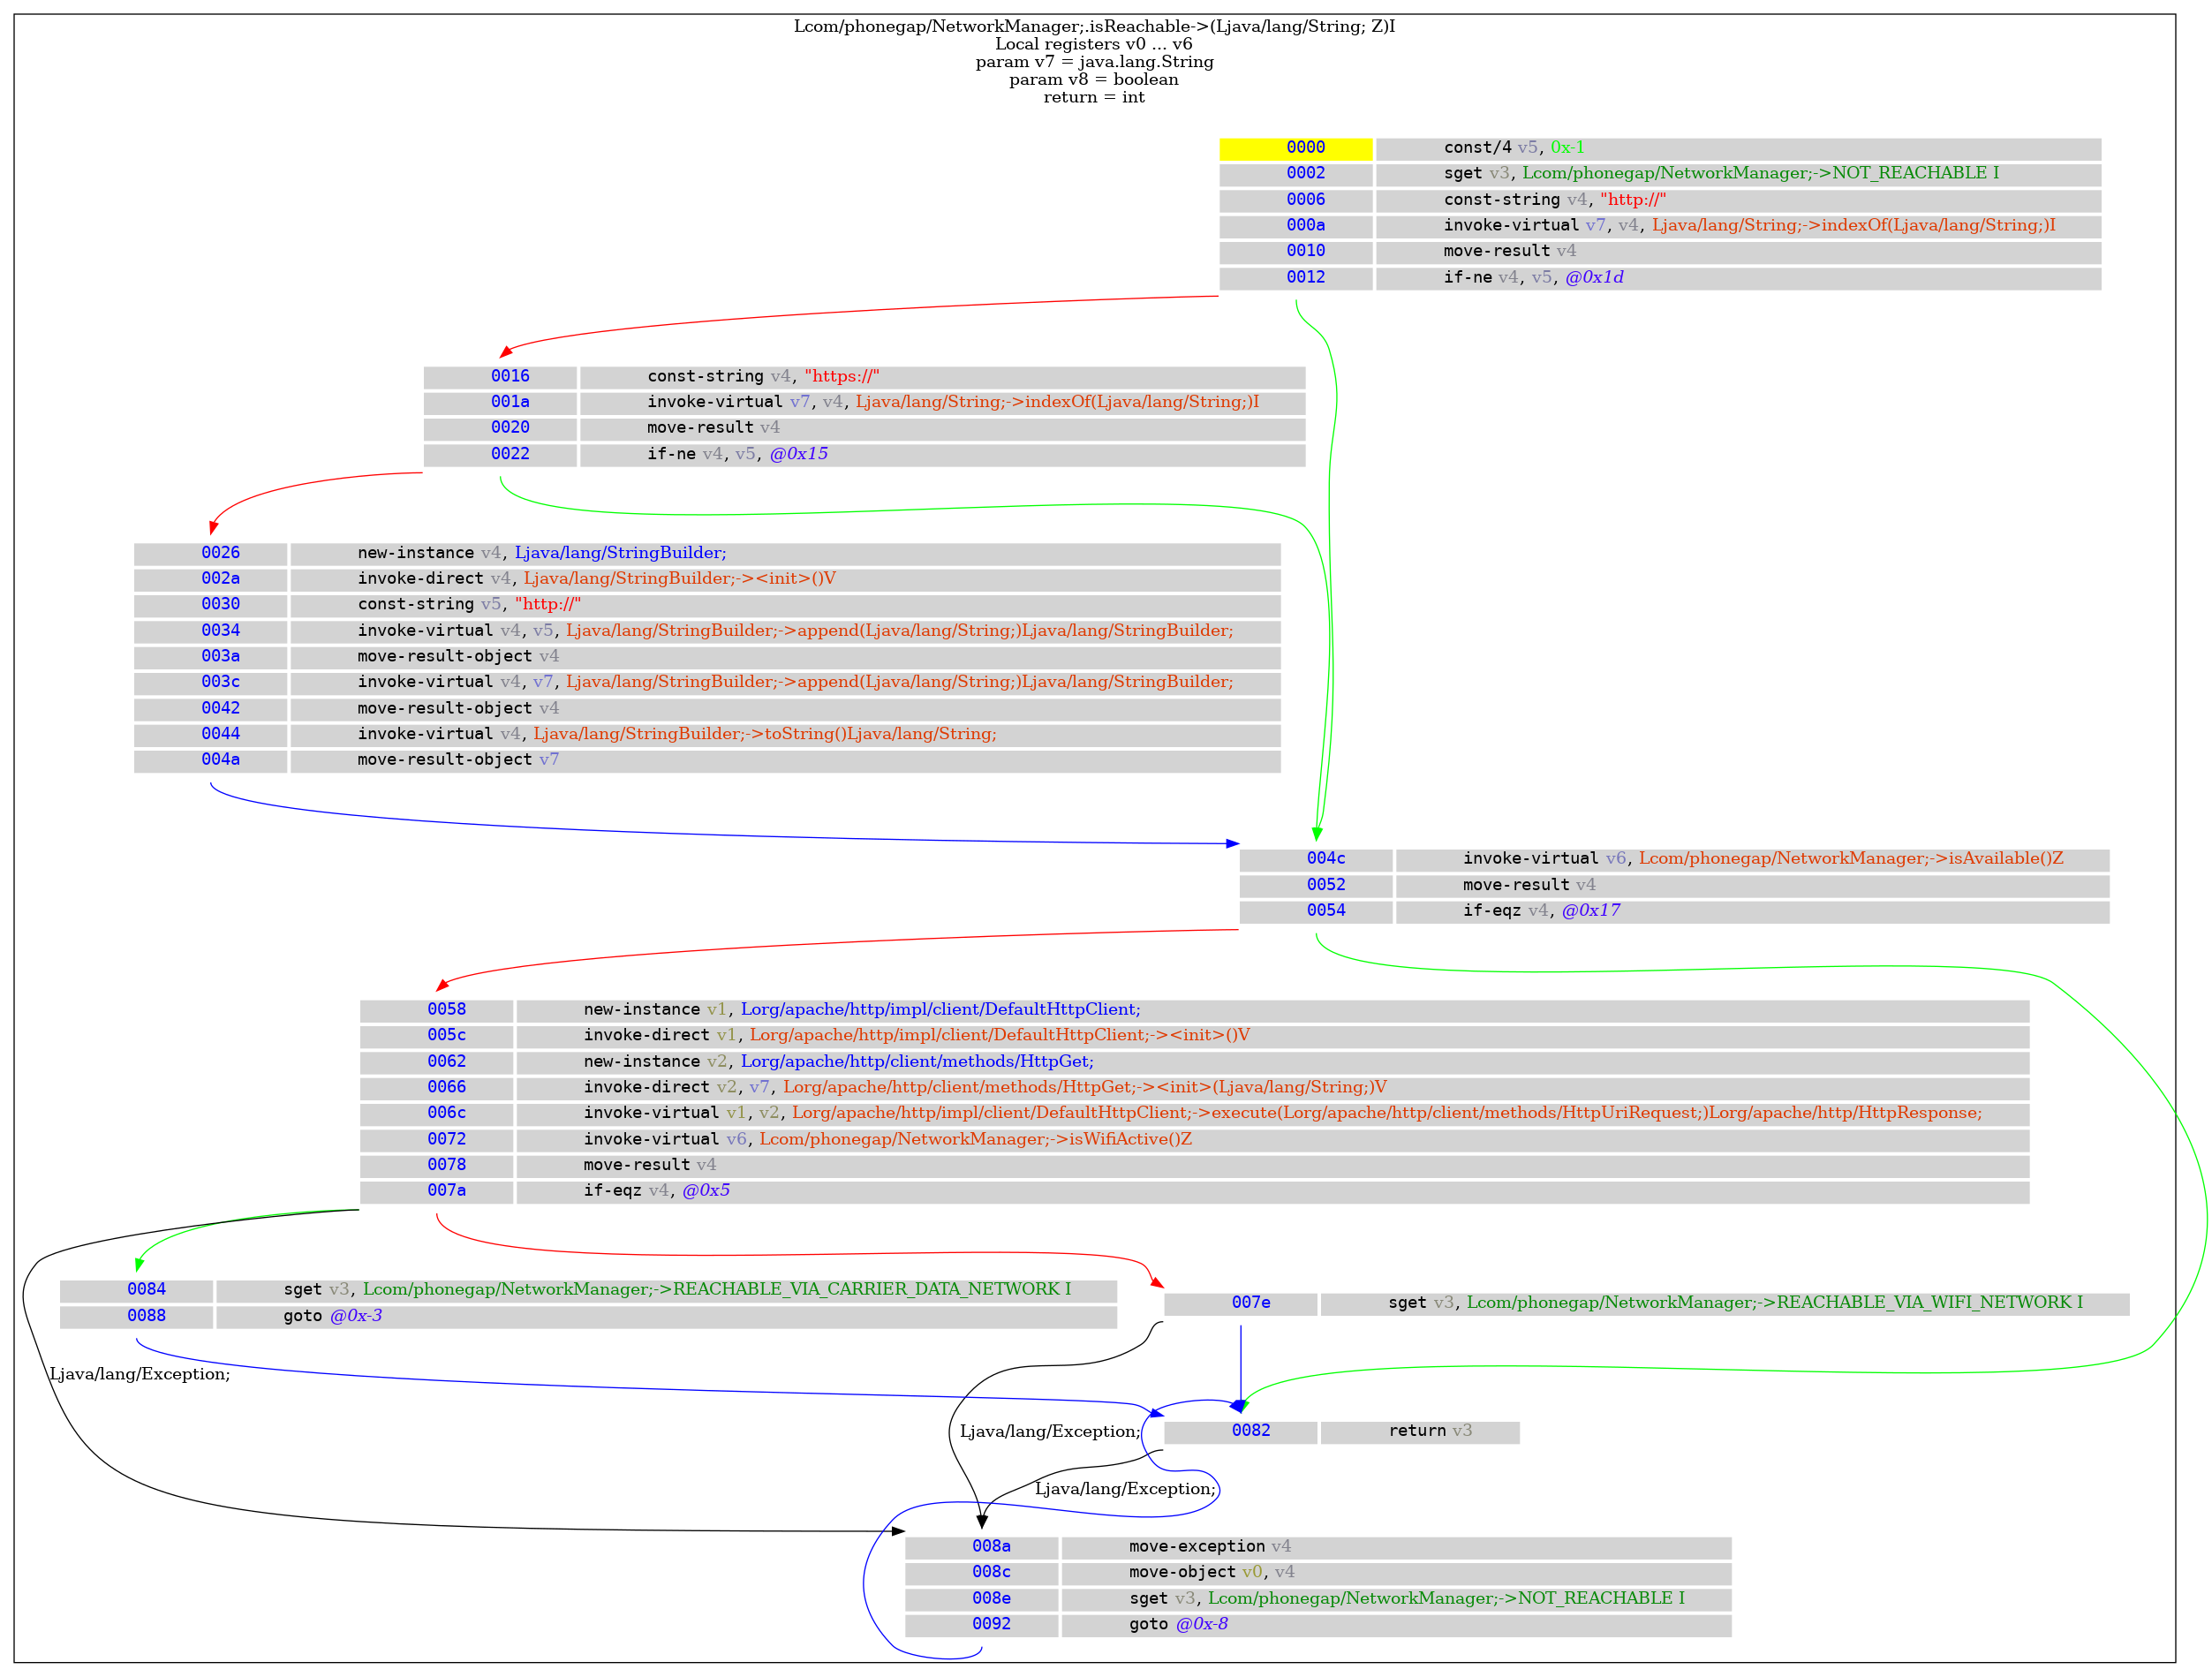 Lcom/phonegap/NetworkManager;.isReachable->(Ljava/lang/String; Z)I
Local registers v0 ... v6
param v7 = java.lang.String
param v8 = boolean
return = int
0000 const/4 v5, 0x-1
0002 sget v3, Lcom/phonegap/NetworkManager;->NOT_REACHABLE I
0006 const-string v4, "http://"
000a invoke-virtual v7, v4, Ljava/lang/String;->indexOf(Ljava/lang/String;)I
0010 move-result v4
0012 if-ne v4, v5, @0x1d
0016 const-string v4, "https://"
001a invoke-virtual v7, v4, Ljava/lang/String;->indexOf(Ljava/lang/String;)I
0020 move-result v4
0022 if-ne v4, v5, @0x15
0026 new-instance v4, Ljava/lang/StringBuilder;
002a invoke-direct v4, Ljava/lang/StringBuilder;-><init>()V
0030 const-string v5, "http://"
0034 invoke-virtual v4, v5, Ljava/lang/StringBuilder;->append(Ljava/lang/String;)Ljava/lang/StringBuilder;
003a move-result-object v4
003c invoke-virtual v4, v7, Ljava/lang/StringBuilder;->append(Ljava/lang/String;)Ljava/lang/StringBuilder;
0042 move-result-object v4
0044 invoke-virtual v4, Ljava/lang/StringBuilder;->toString()Ljava/lang/String;
004a move-result-object v7
004c invoke-virtual v6, Lcom/phonegap/NetworkManager;->isAvailable()Z
0052 move-result v4
0054 if-eqz v4, @0x17
0058 new-instance v1, Lorg/apache/http/impl/client/DefaultHttpClient;
005c invoke-direct v1, Lorg/apache/http/impl/client/DefaultHttpClient;-><init>()V
0062 new-instance v2, Lorg/apache/http/client/methods/HttpGet;
0066 invoke-direct v2, v7, Lorg/apache/http/client/methods/HttpGet;-><init>(Ljava/lang/String;)V
006c invoke-virtual v1, v2, Lorg/apache/http/impl/client/DefaultHttpClient;->execute(Lorg/apache/http/client/methods/HttpUriRequest;)Lorg/apache/http/HttpResponse;
0072 invoke-virtual v6, Lcom/phonegap/NetworkManager;->isWifiActive()Z
0078 move-result v4
007a if-eqz v4, @0x5
0084 sget v3, Lcom/phonegap/NetworkManager;->REACHABLE_VIA_CARRIER_DATA_NETWORK I
0088 goto @0x-3
007e sget v3, Lcom/phonegap/NetworkManager;->REACHABLE_VIA_WIFI_NETWORK I
Ljava/lang/Exception;
Ljava/lang/Exception;
0082 return v3
Ljava/lang/Exception;
008a move-exception v4
008c move-object v0, v4
008e sget v3, Lcom/phonegap/NetworkManager;->NOT_REACHABLE I
0092 goto @0x-8